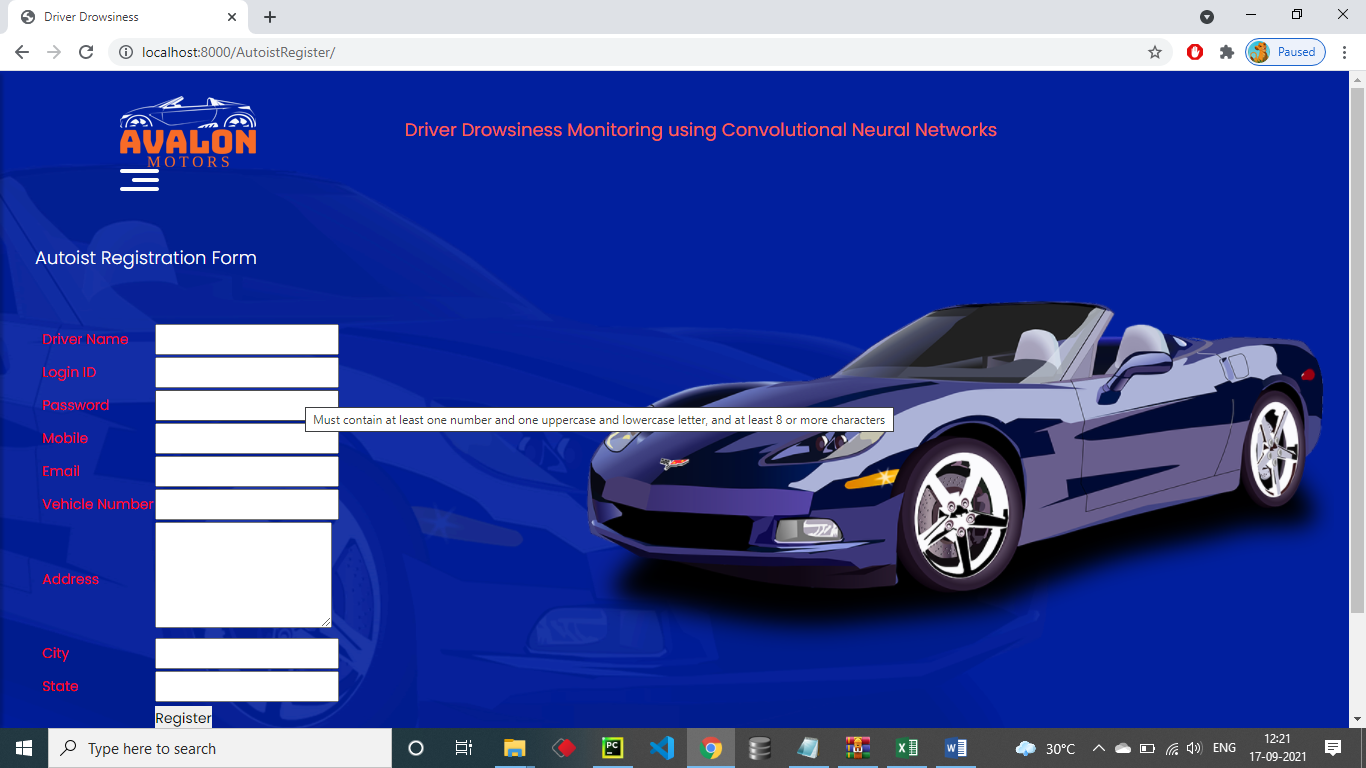 Driver Drowsiness
localhost:8000/AutoistRegister/
Paused
AVALON
MOTORS
Driver Drowsiness Monitoring using Convolutional Neural Networks
Autoist Registration Form
Driver Name
Login ID
Password
Must contain at least one number and one uppercase and lowercase letter, and at least 8 or more characters
Mobile
Email
Vehicle Number
Address
City
State
Register
Type here to search
PC
30°C
ENG
12:21
17-09-2021